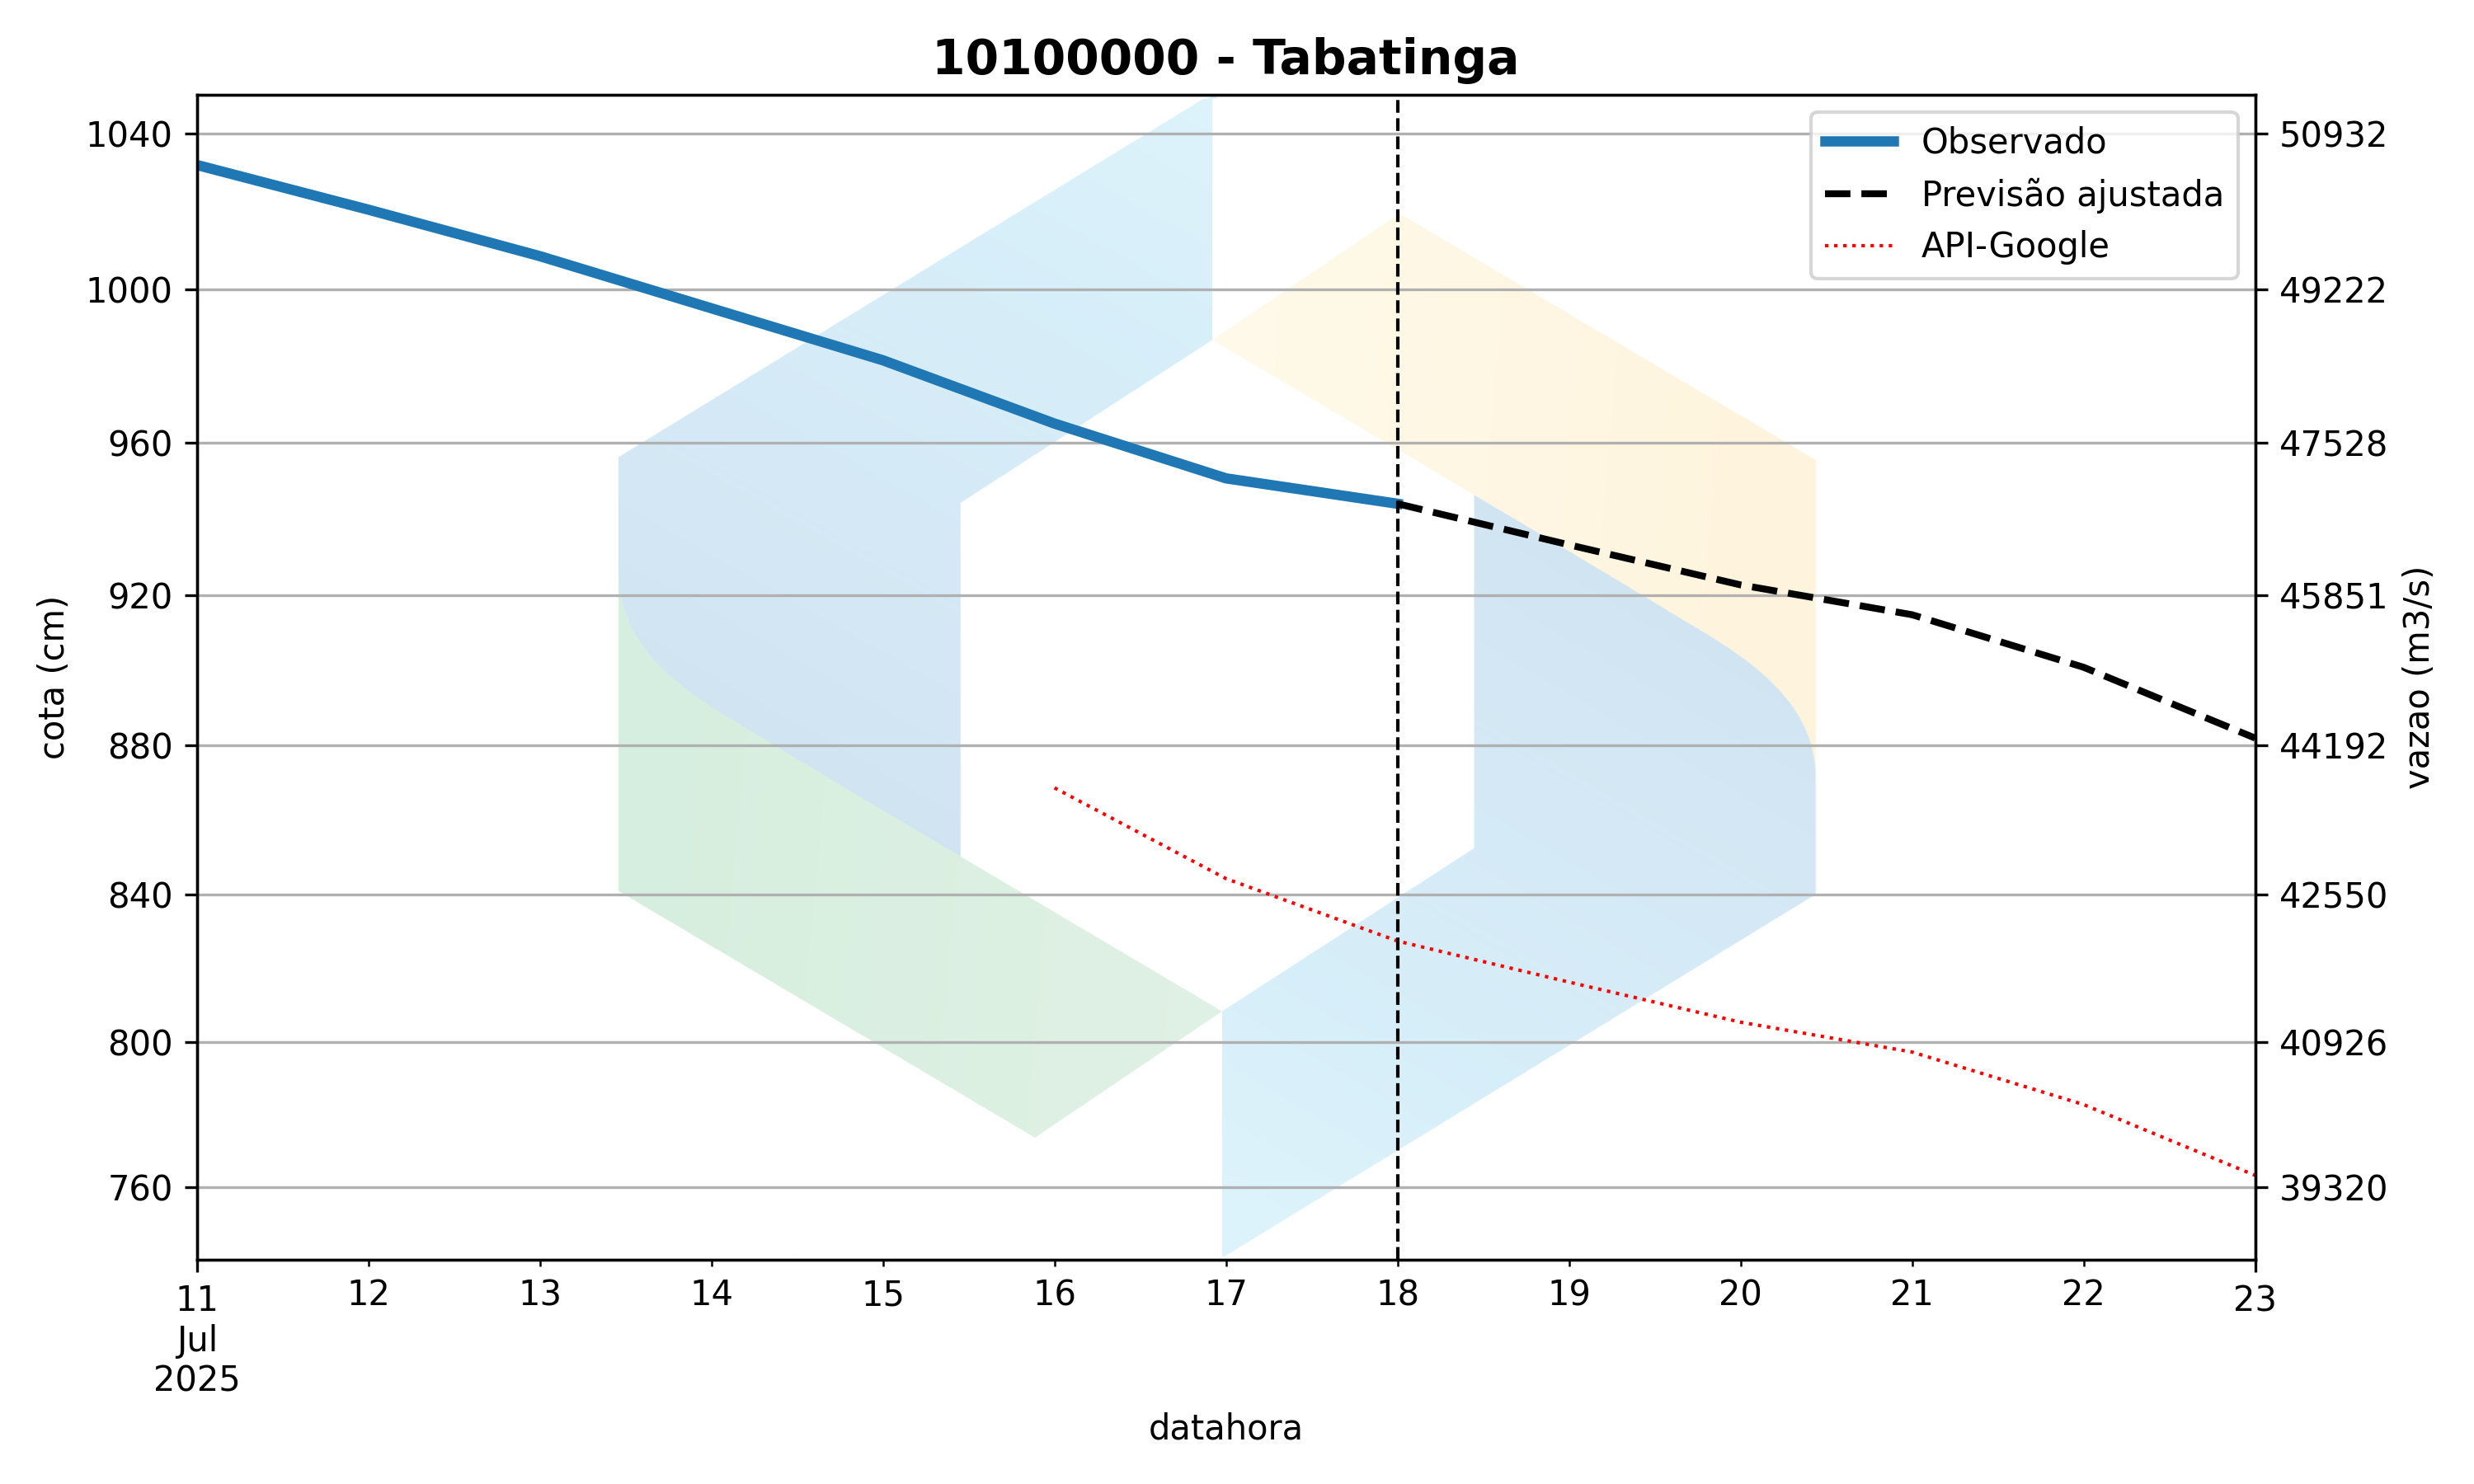 10100000 - Tabatinga
Observado
Previsão ajustada
API-Google
1040
1000
960
920
880
840
800
760
cota (cm)
50932
49222
47528
45851
44192
42550
40926
39320
vazao (m3/s)
11 12 13 14 15 16 17 18 19 20 21 22 23
Jul
2025
datahora